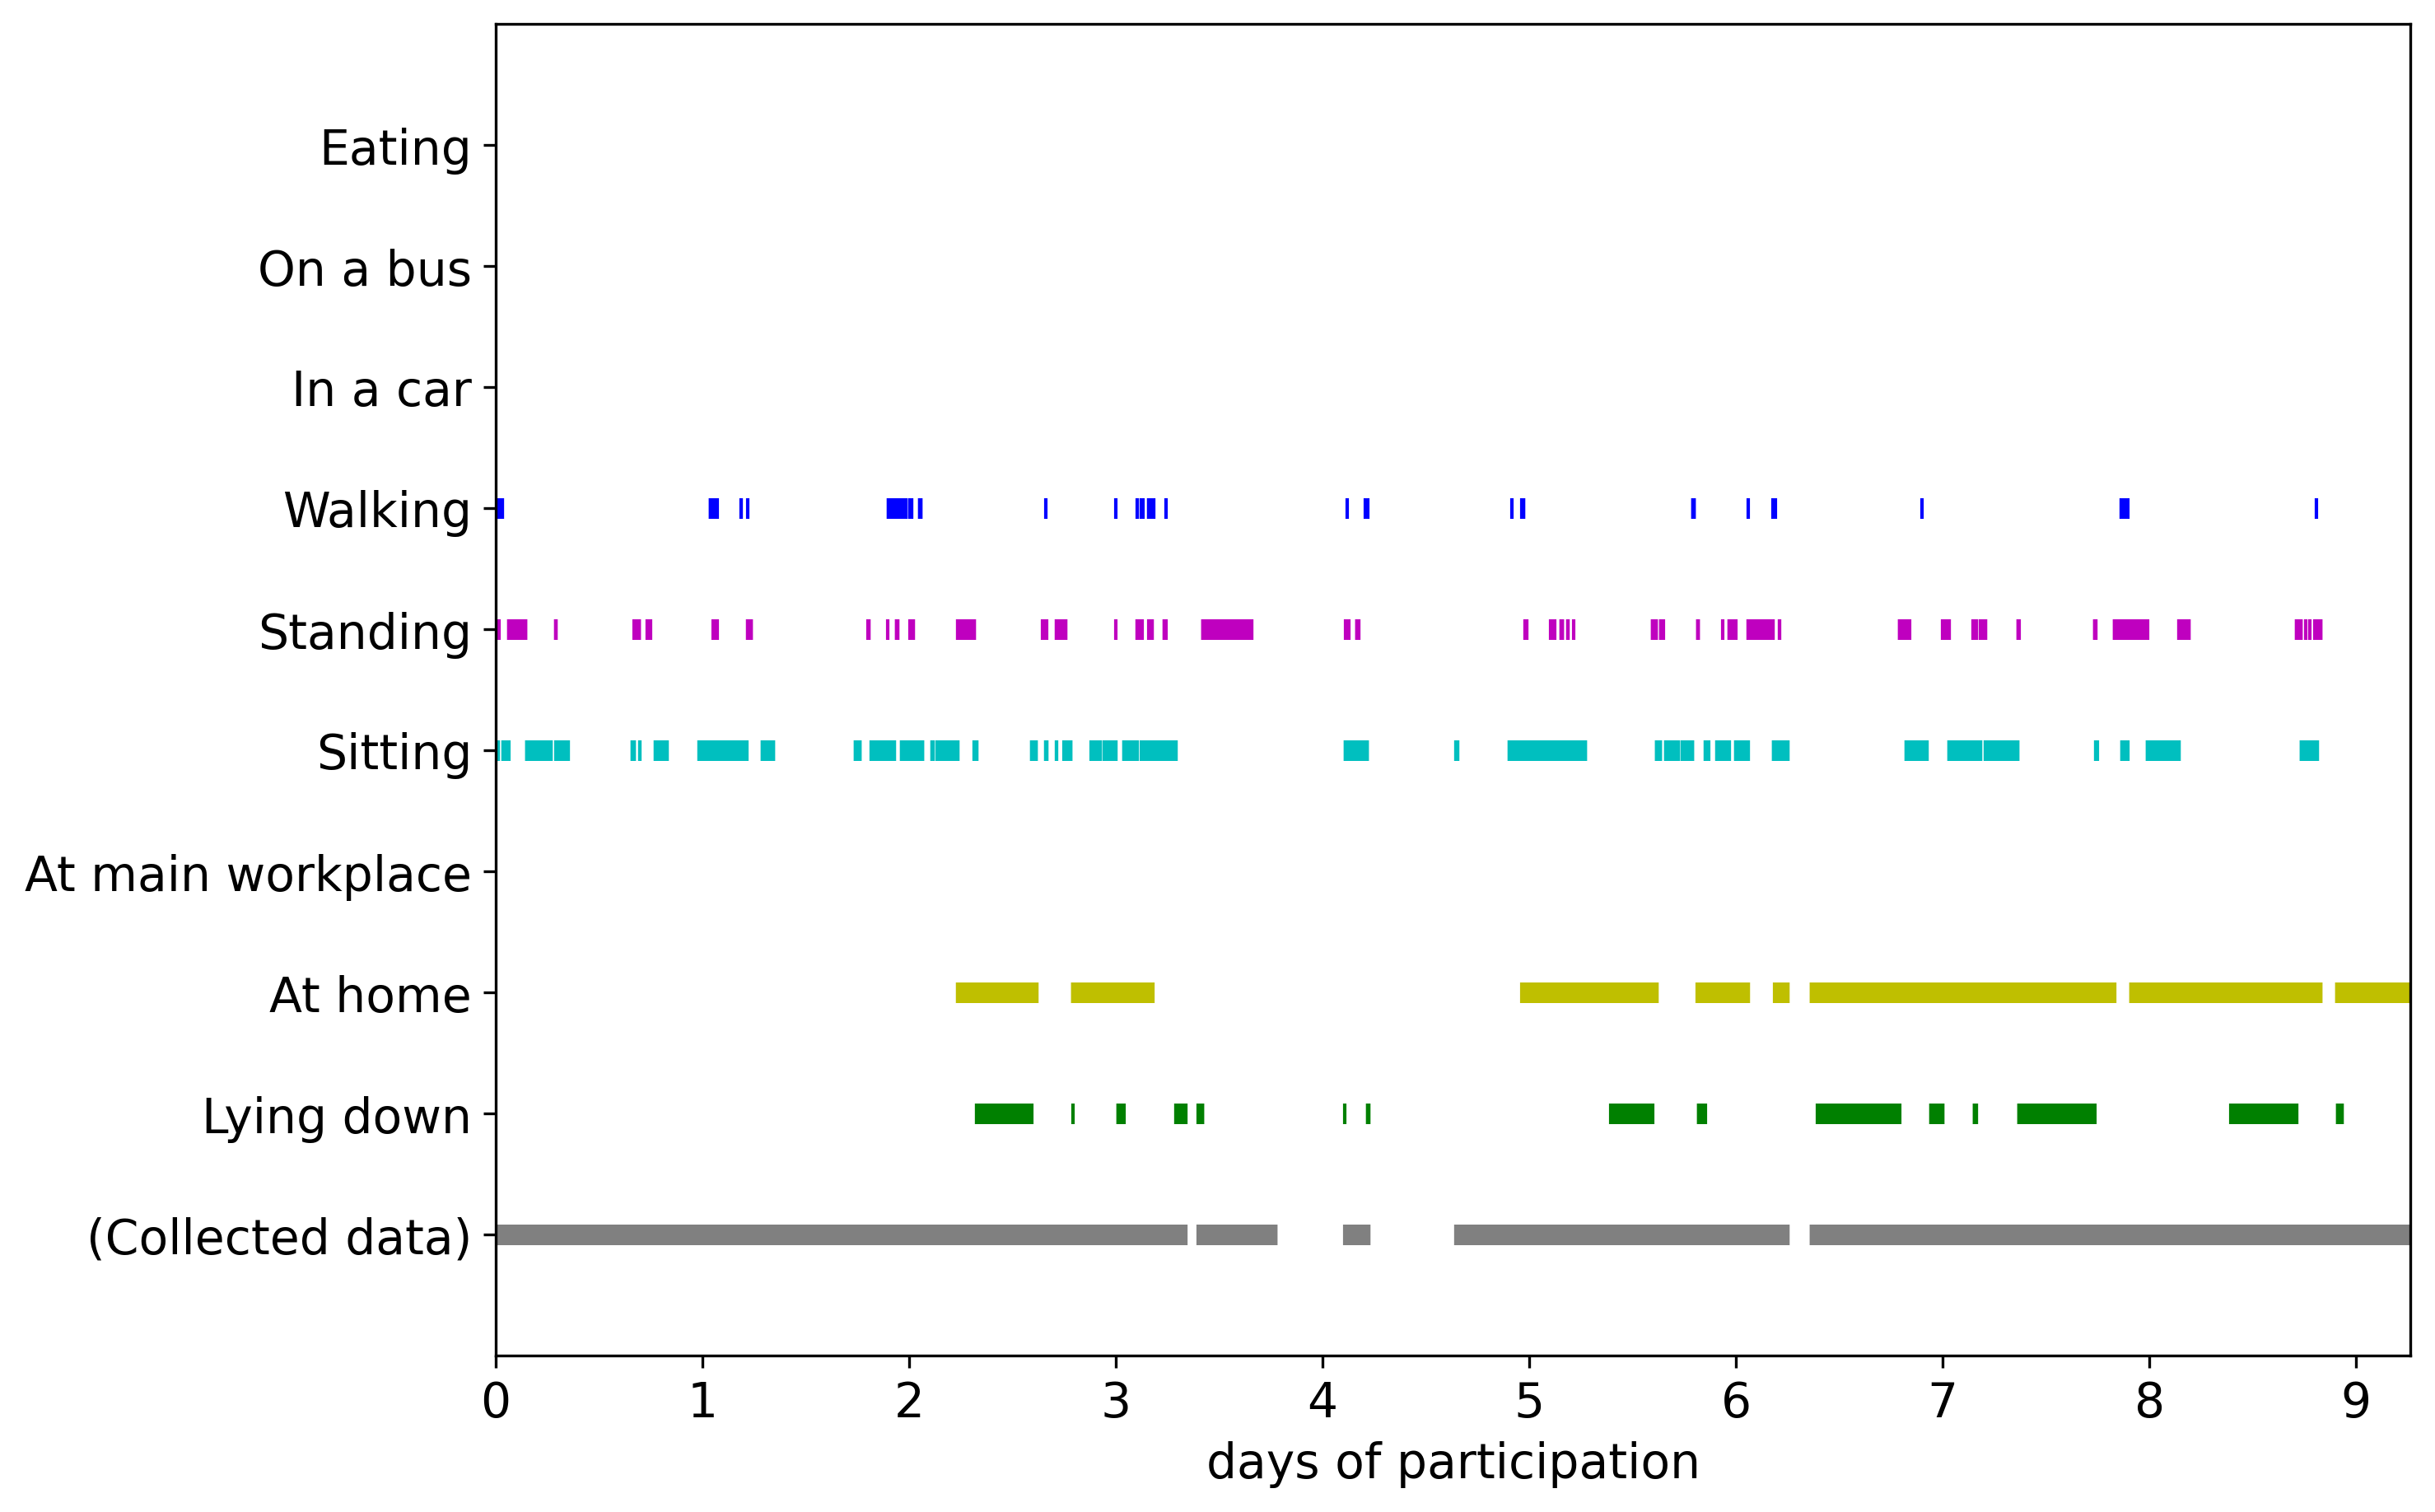 Eating
On a bus
In a car
Walking
Standing
Sitting
At main workplace
At home
Lying down
(Collected data)
0 1 2 3 4 5 6 7 8 9
days of participation